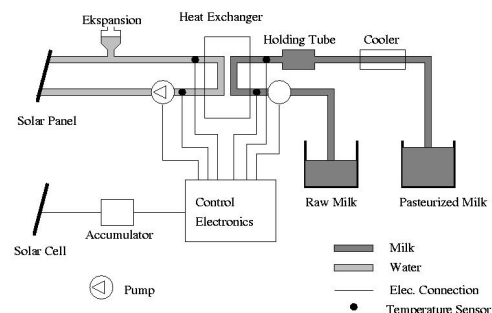 Ekspansion
Heat Exchanger
Holding Tube
Cooler
Solar Panel
Control
Electronics
Raw Milk
Pasteurized Milk
Accumulator
Solar Cell
Pump
Milk
Water
Elec. Connection
Temperature Sensor